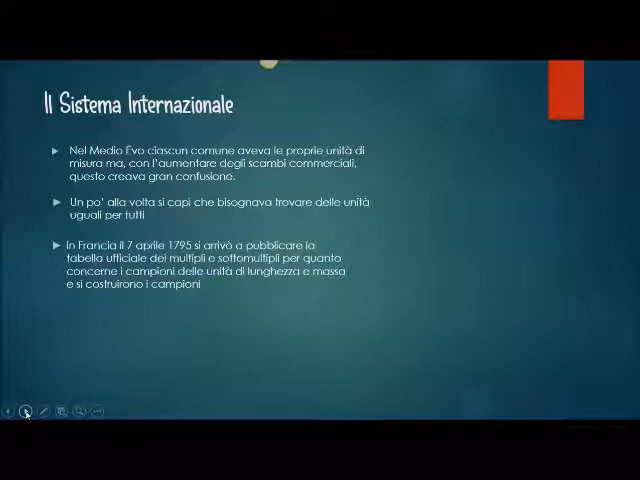 Il Sistema Internazionale
Nel Medio Evo ciascun comune aveva le proprie unità di
misura ma, con l'aumentare degli scambi commerciali,
questo creava gran confusione.
Un po' alla volta si capì che bisognava trovare delle unità
uguali per tutti
in Francia il 7 aprile 1795 si arrivò a pubblicare la
tabella ufficiale dei multipli e sottomultipli per quanto
concerne i campioni delle unità di lunghezza e massa
e si costruirono i campioni